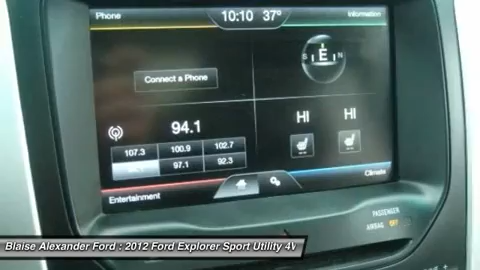 Phone
10:10 37°
Information
S E N
Connect a Phone
HI HI
94.1
107.3 100.9 102.7
97.1 92.3
Entertainment
Climate
PASSENGER
AIRBAG OFF
Blaise Alexander Ford : 2012 Ford Explorer Sport Utility 4W